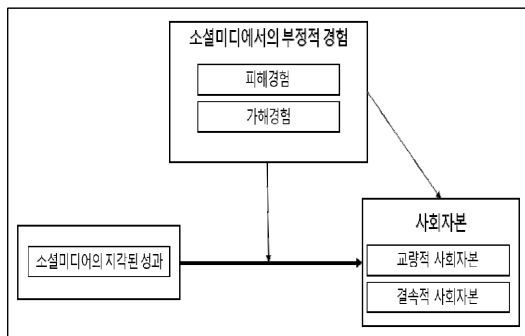 소셜미디에서의 부정적 경험
피해경험
가해경험
사회자본
소셜미디어의 지각된 성과
교량적 사회자본
결속적 사회자본